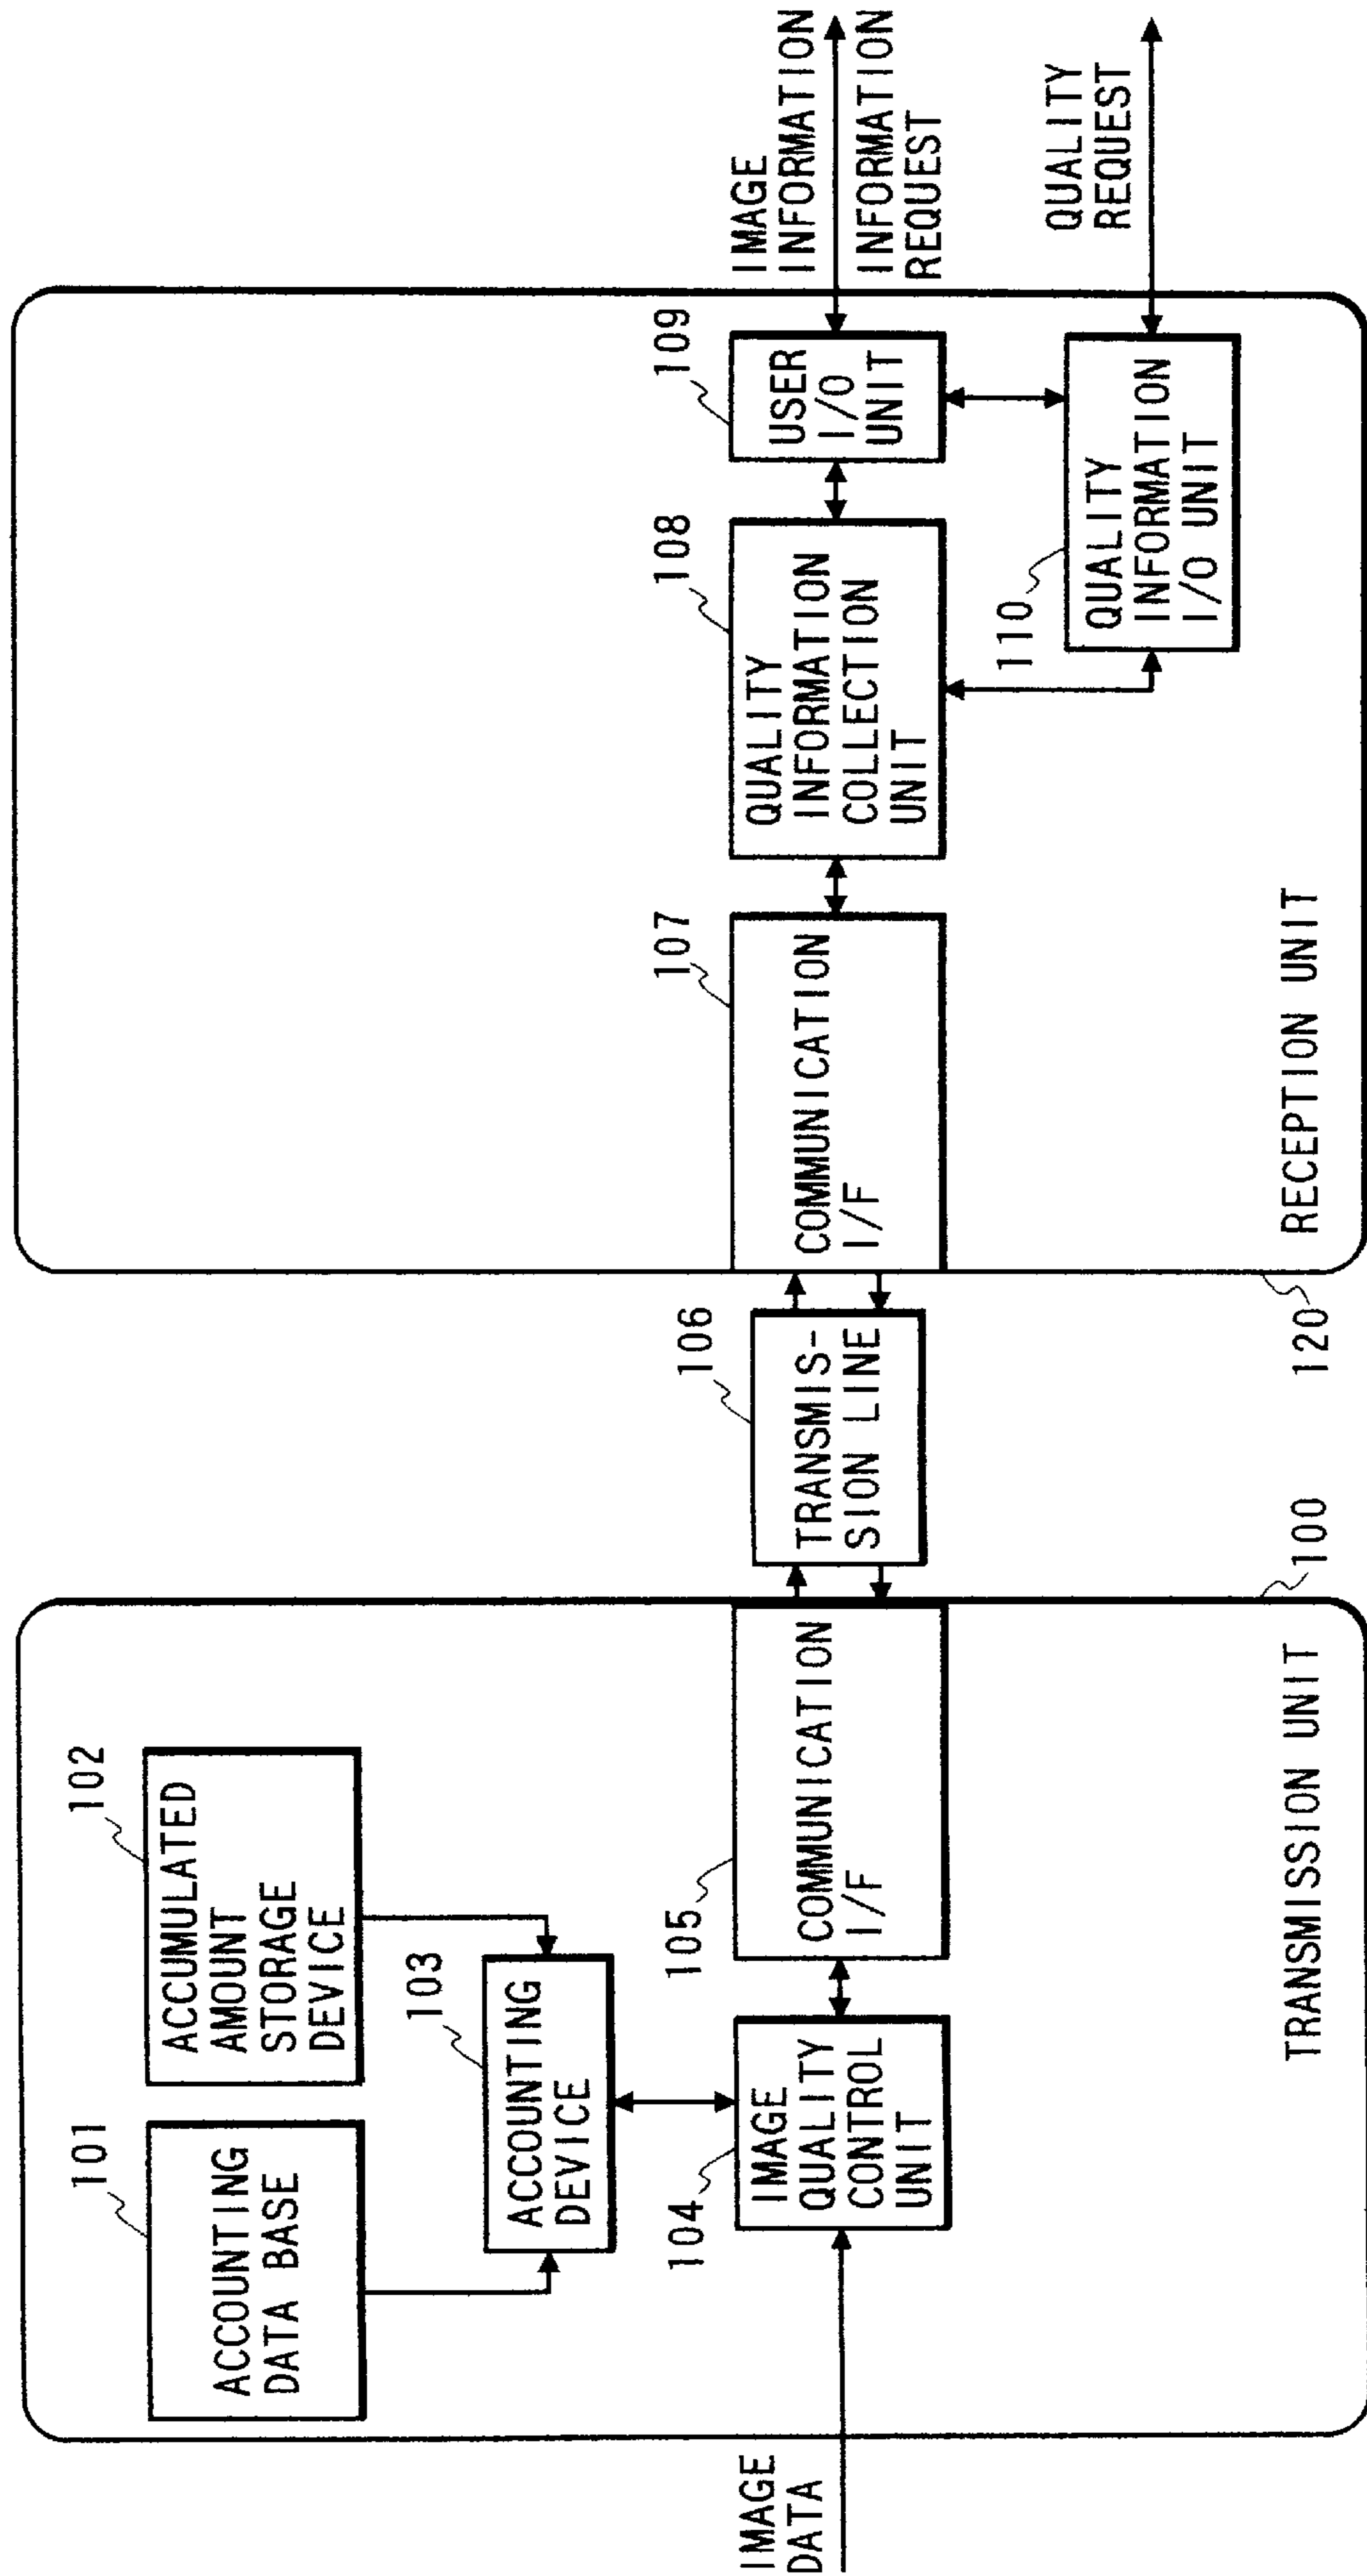 101
ACCOUNTING
DATA BASE
102
ACCUMULATED
AMOUNT
STORAGE
DEVICE
103
ACCOUNTING
DEVICE
IMAGE
DATA
104
IMAGE
QUALITY
CONTROL
UNIT
105
COMMUNICATION
I/F
TRANSMISSION UNIT
100
106
TRANSMIS-
SION LINE
120
107
COMMUNICATION
I/F
108
QUALITY
INFORMATION
COLLECTION
UNIT
109
USER
I/O
UNIT
110
QUALITY
INFORMATION
I/O UNIT
RECEPTION UNIT
IMAGE
INFORMATION
INFORMATION
REQUEST
QUALITY
REQUEST